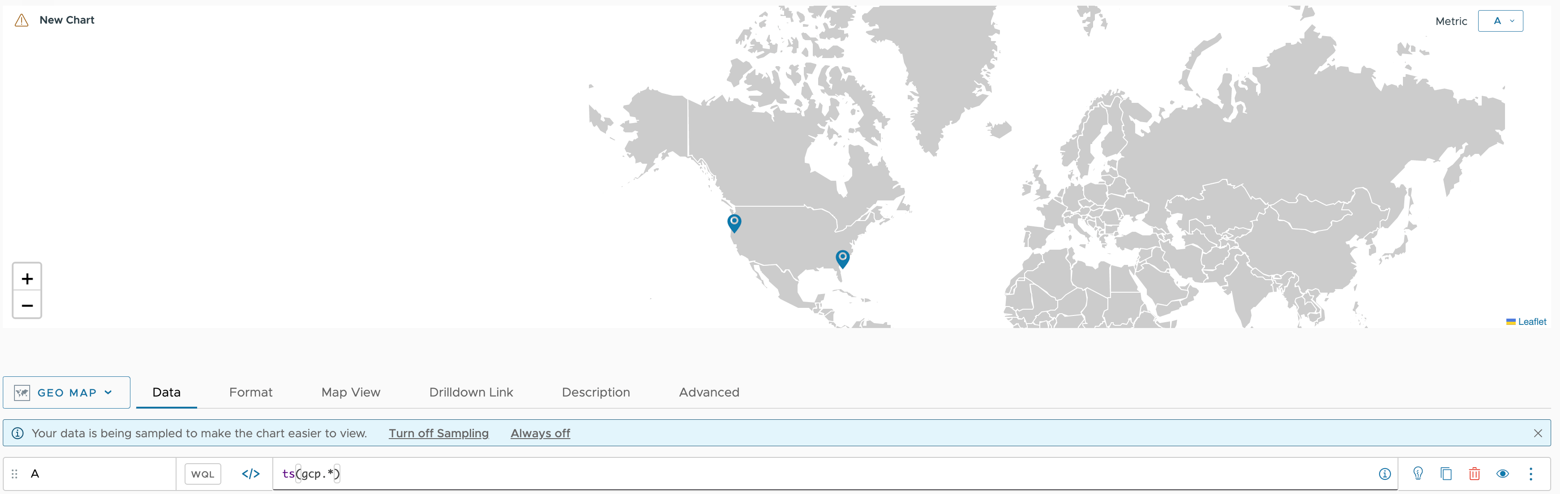 New Chart
Metric A
+
−
Leaflet
GEO MAP Data Format Map View Drilldown Link Description Advanced
Your data is being sampled to make the chart easier to view. Turn off Sampling Always off
A WQL </> ts(gcp.*)